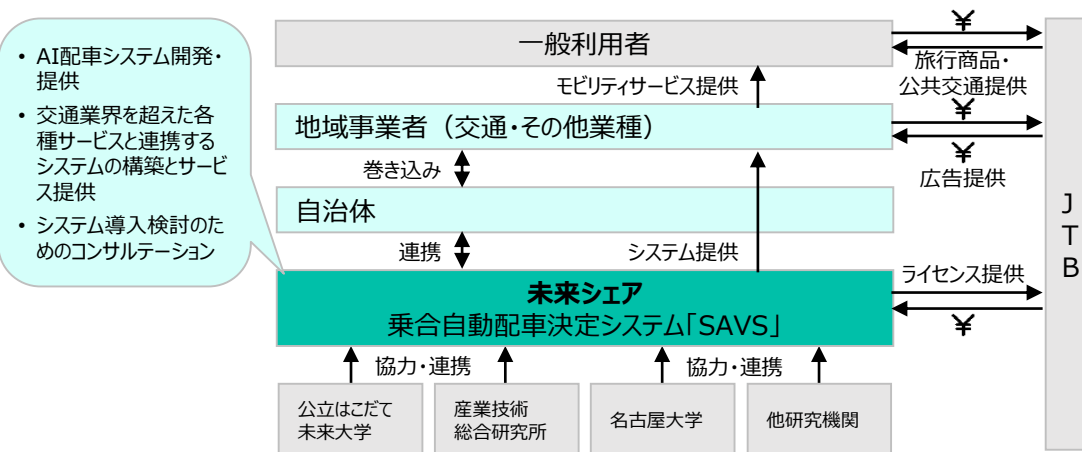 • AI配車システム開発・
提供
• 交通業界を超えた各
種サービスと連携する
システムの構築とサービ
ス提供
• システム導入検討のた
めのコンサルテーション
一般利用者
モビリティサービス提供
地域事業者（交通・その他業種）
巻き込み
自治体
連携
システム提供
未来シェア
乗合自動配車決定システム「SAVS」
協力・連携
協力・連携
公立はこだて
未来大学
産業技術
総合研究所
名古屋大学
他研究機関
¥
旅行商品・
公共交通提供
¥
¥
広告提供
ライセンス提供
¥
J
T
B